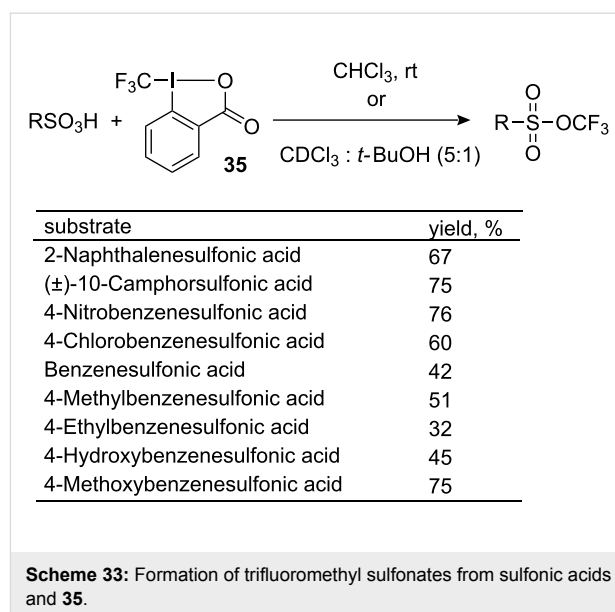 F₃C–I–O
CHCl₃, rt
or
RSO₃H +
O
35
CDCl₃ : t-BuOH (5:1)
O
R–S–OCF₃
O
substrate yield, %
2-Naphthalenesulfonic acid 67
(±)-10-Camphorsulfonic acid 75
4-Nitrobenzenesulfonic acid 76
4-Chlorobenzenesulfonic acid 60
Benzenesulfonic acid 42
4-Methylbenzenesulfonic acid 51
4-Ethylbenzenesulfonic acid 32
4-Hydroxybenzenesulfonic acid 45
4-Methoxybenzenesulfonic acid 75
Scheme 33: Formation of trifluoromethyl sulfonates from sulfonic acids
and 35.